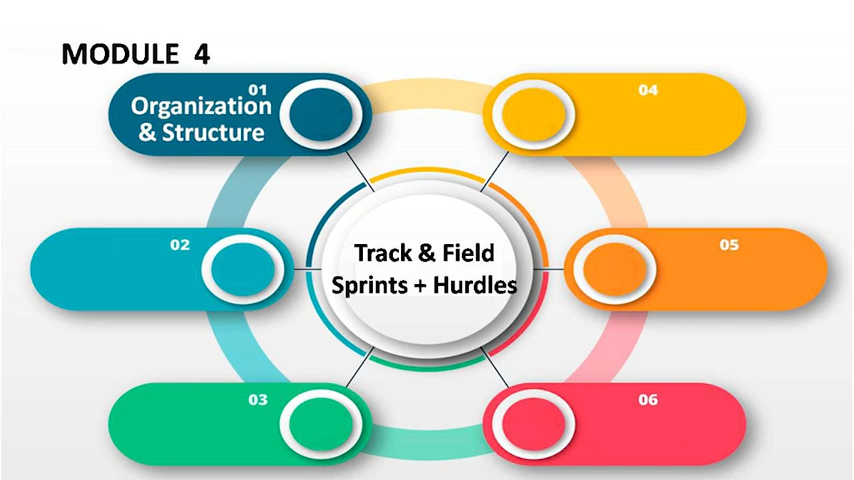 MODULE 4
01
Organization
& Structure
02
03
Track & Field
Sprints + Hurdles
04
05
06